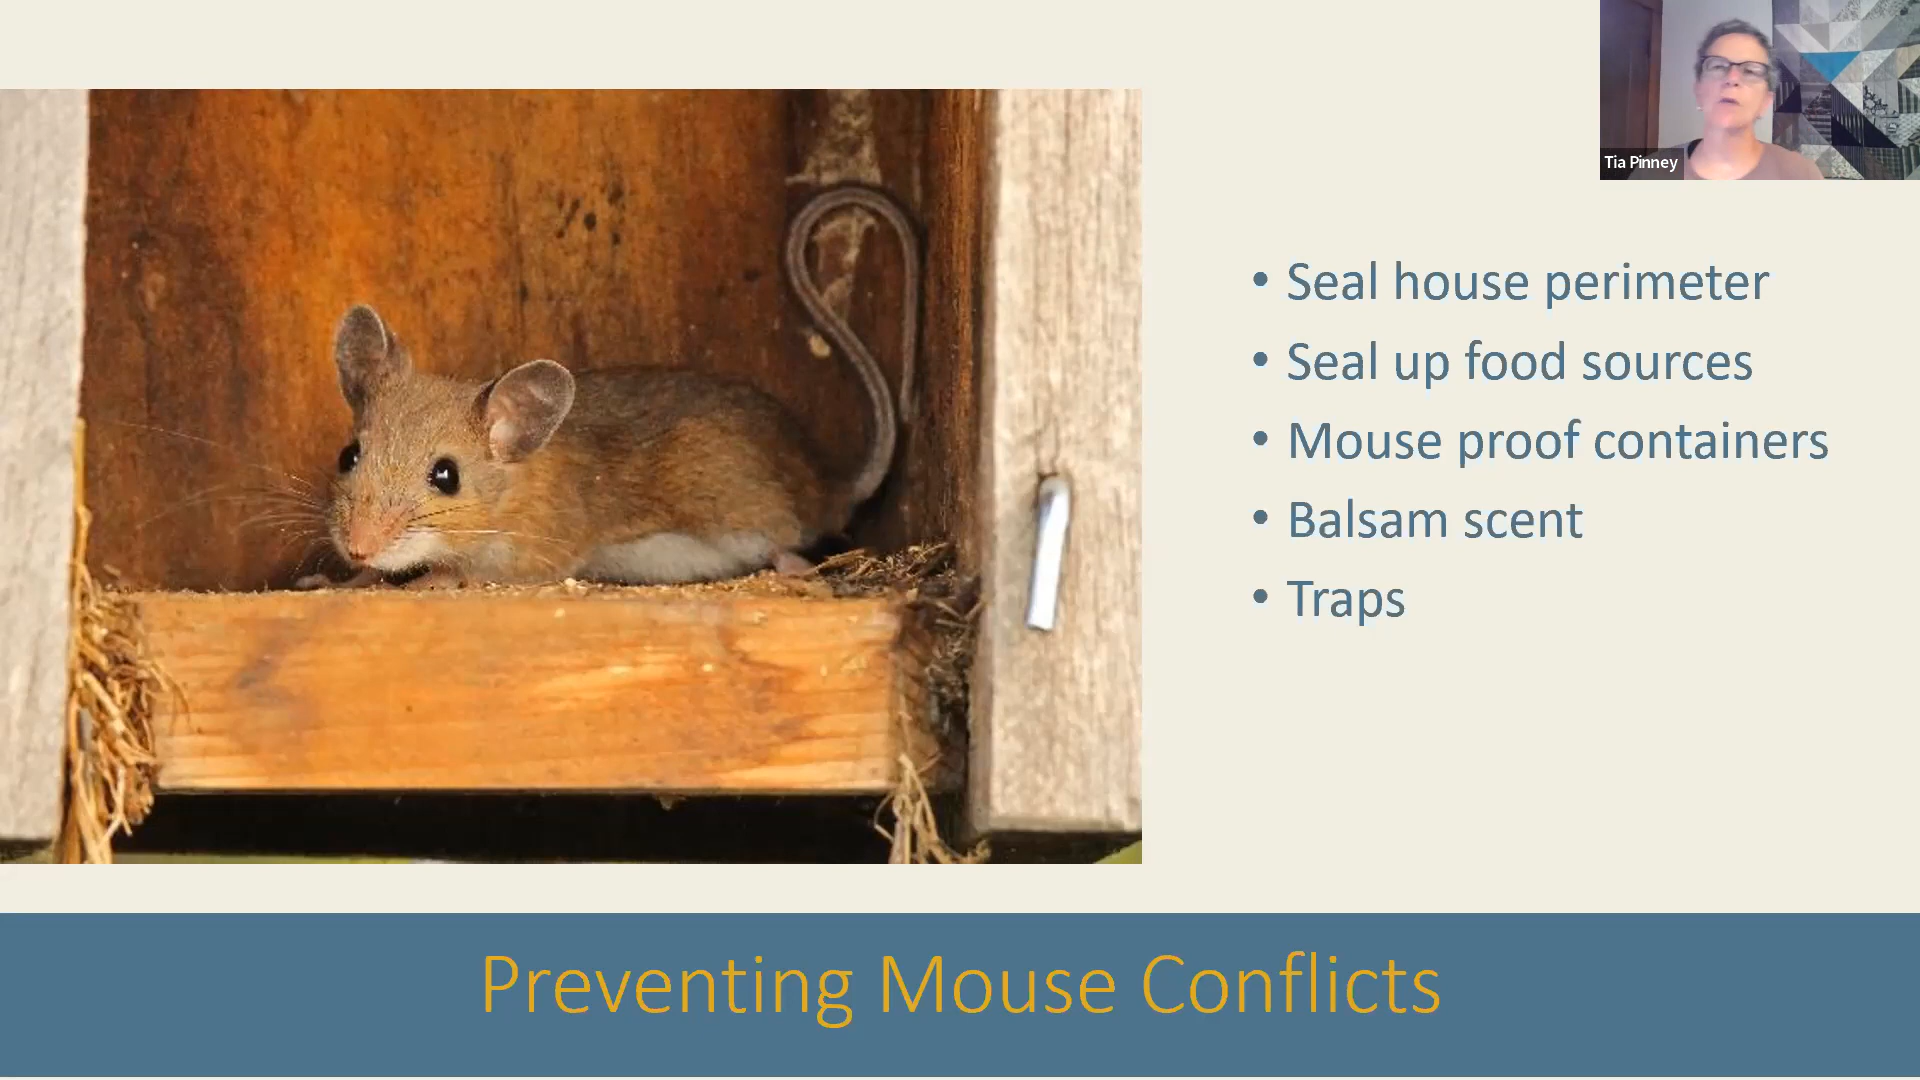 Tia Pinney
• Seal house perimeter
• Seal up food sources
• Mouse proof containers
• Balsam scent
• Traps
Preventing Mouse Conflicts